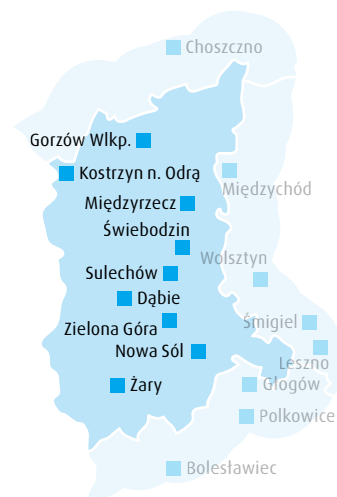 Choszczno
Gorzów Wlkp.
Kostrzyn n. Odrą
Międzychód
Międzyrzecz
Świebodzin
Wolsztyn
Sulechów
Dąbie
Śmigiel
Zielona Góra
Nowa Sól
Leszno
Żary
Głogów
Polkowice
Bolesławiec